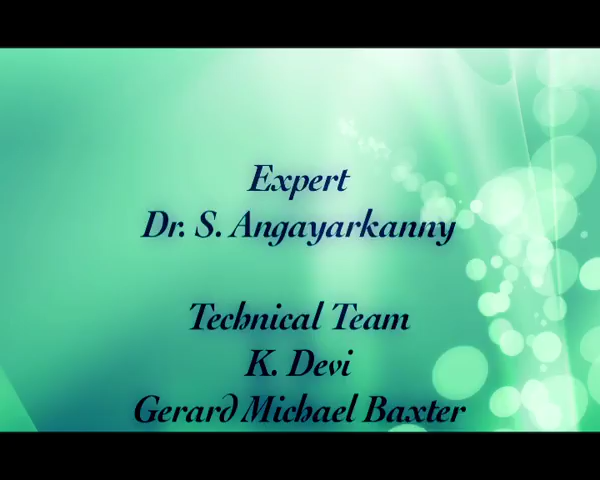 Expert
Dr. S. Angayarkanny
Technical Team
K. Devi
Gerard Michael Baxter